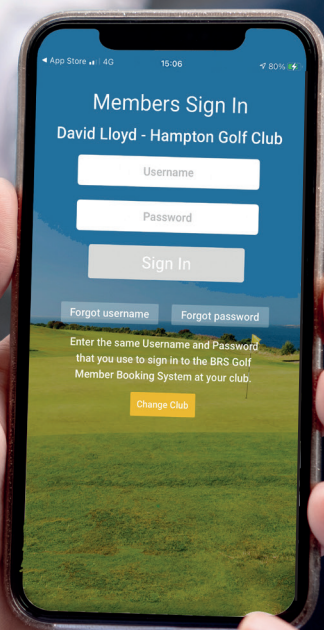 App Store 4G 15:06 80%
Members Sign In
David Lloyd - Hampton Golf Club
Username
Password
Sign In
Forgot username Forgot password
Enter the same Username and Password
that you use to sign in to the BRS Golf
Member Booking System at your club.
Change Club